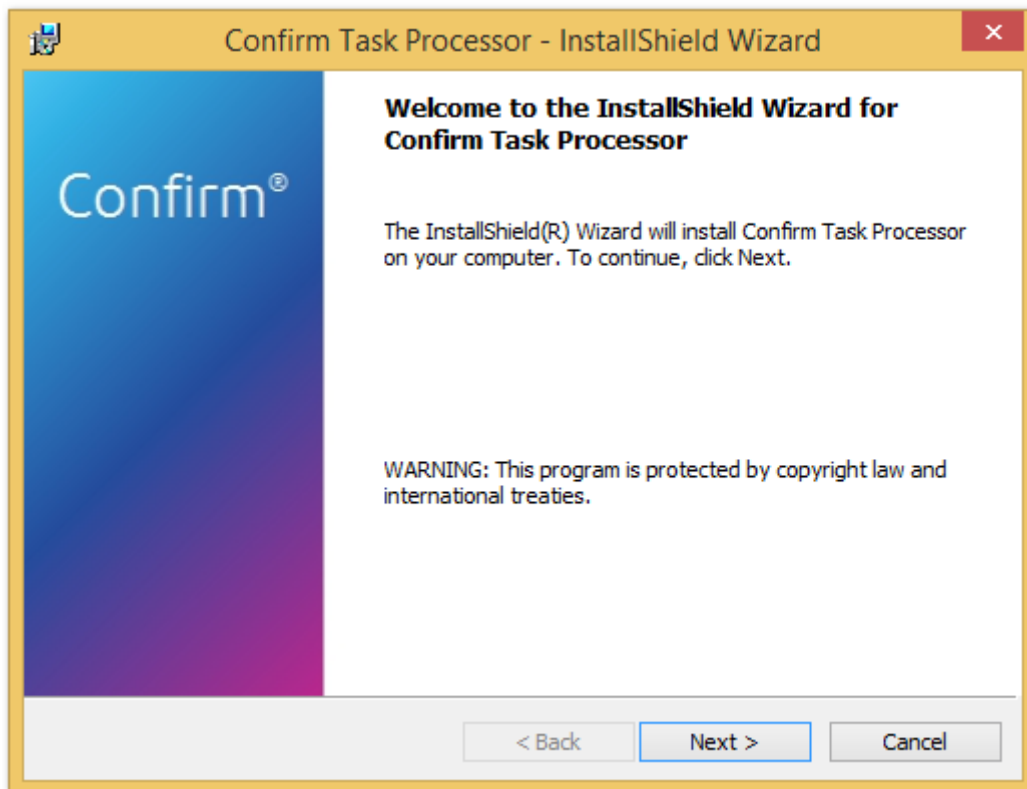 Confirm Task Processor - InstallShield Wizard
Confirm®
Welcome to the InstallShield Wizard for
Confirm Task Processor
The InstallShield(R) Wizard will install Confirm Task Processor
on your computer. To continue, click Next.
WARNING: This program is protected by copyright law and
international treaties.
< Back
Next >
Cancel